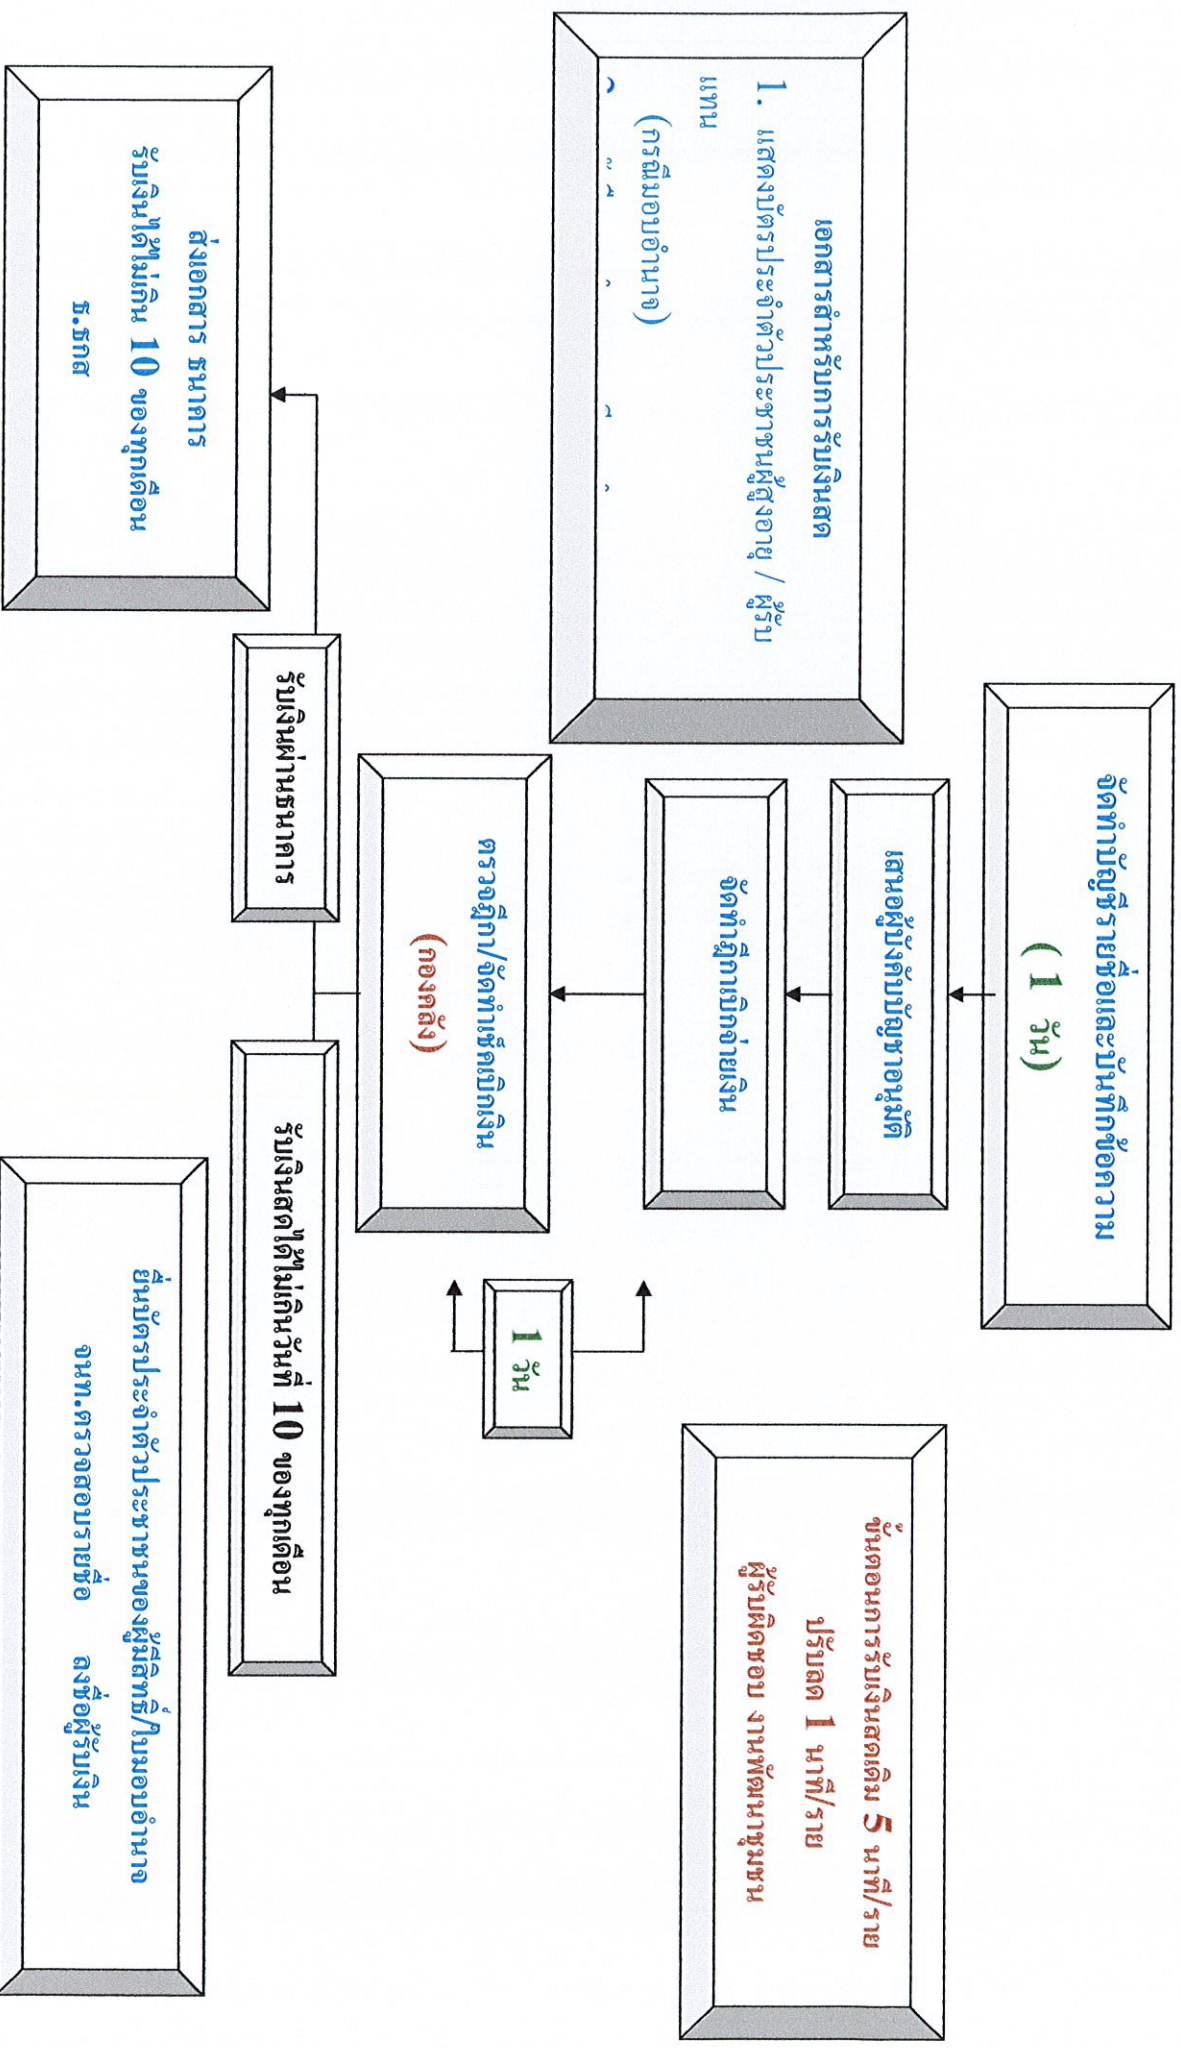 จัดทำบัญชีรายชื่อและบันทึกข้อความ
( 1 วัน)
เอกสารสำหรับการรับเงินสด
1. แสดงบัตรประจำตัวประชาชนผู้สูงอายุ / ผู้รับ
แทน
(กรณีมอบอำนาจ)
เสนอผู้บังคับบัญชาอนุมัติ
ขั้นตอนการรับเงินสดเดิม 5 นาที/ราย
ปรับลด 1 นาที/ราย
ผู้รับผิดชอบ งานพัฒนาชุมชน
จัดทำฎีกาเบิกจ่ายเงิน
1 วัน
ตรวจฎีกา/จัดทำเช็คเบิกเงิน
(กองคลัง)
รับเงินผ่านธนาคาร
รับเงินสดได้ไม่เกินวันที่ 10 ของทุกเดือน
ส่งเอกสาร ธนาคาร
รับเงินได้ไม่เกิน 10 ของทุกเดือน
ธ.ธกส
ยื่นบัตรประจำตัวประชาชนของผู้มีสิทธิ์/ใบมอบอำนาจ
จนท.ตรวจสอบรายชื่อ ลงชื่อผู้รับเงิน